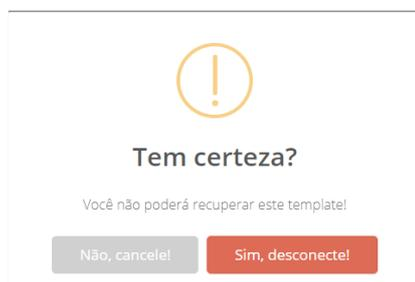 Tem certeza?
Você não poderá recuperar este template!
Não, cancele!
Sim, desconecte!